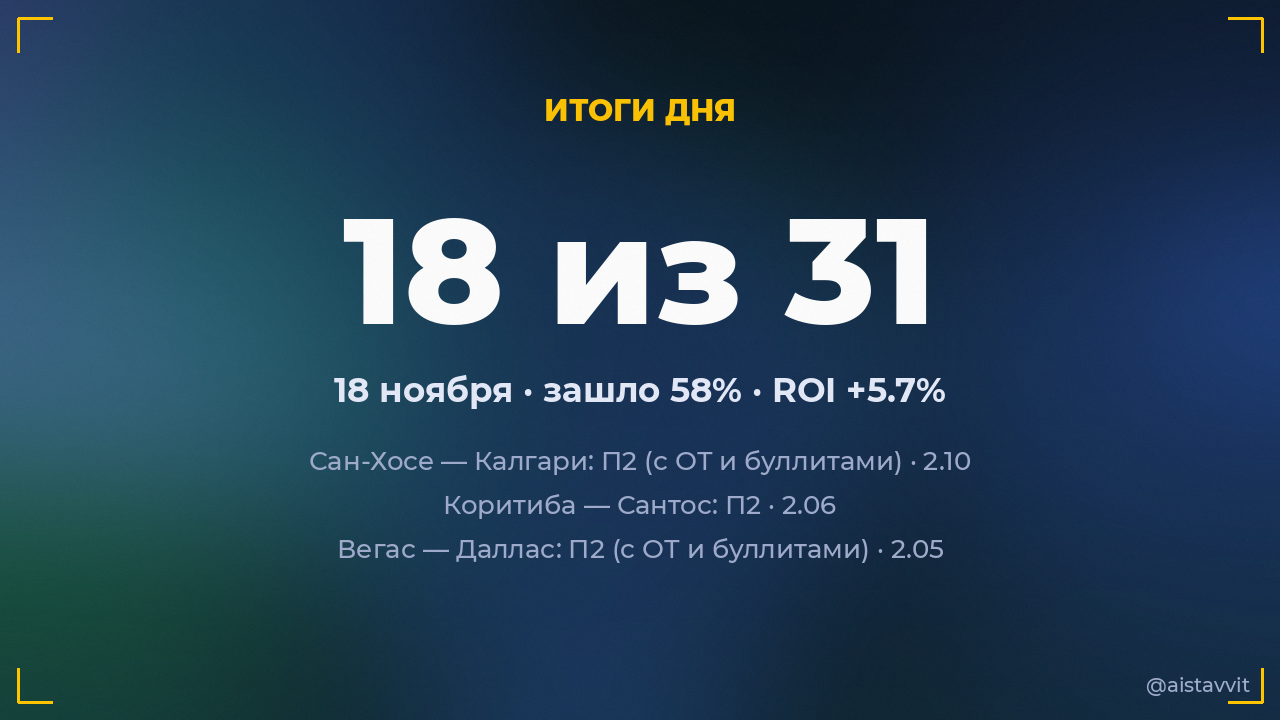 ИТОГИ ДНЯ
18 из 31
18 ноября · зашло 58% · ROI +5.7%
Сан-Хосе — Калгари: П2 (с ОТ и буллитами) · 2.10
Коритиба — Сантос: П2 · 2.06
Вегас — Даллас: П2 (с ОТ и буллитами) · 2.05
@aistavvit